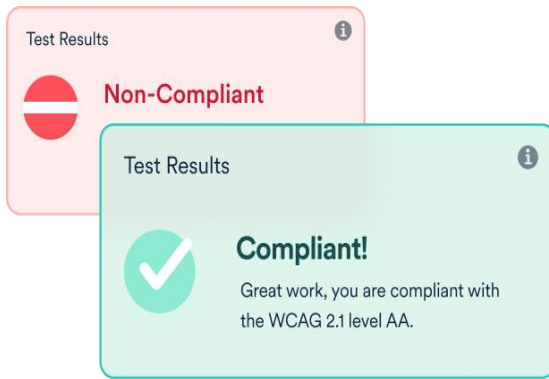 Test Results
Non-Compliant
Test Results
Compliant!
Great work, you are compliant with
the WCAG 2.1 level AA.